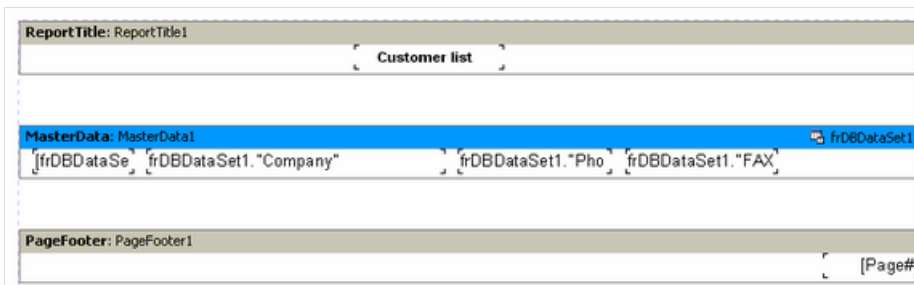 ReportTitle: ReportTitle1
Customer list
MasterData: MasterData1 frDBDataSet1
[frDBDataSe frDBDataSet1."Company" frDBDataSet1."Pho frDBDataSet1."FAX
PageFooter: PageFooter1
[Page#